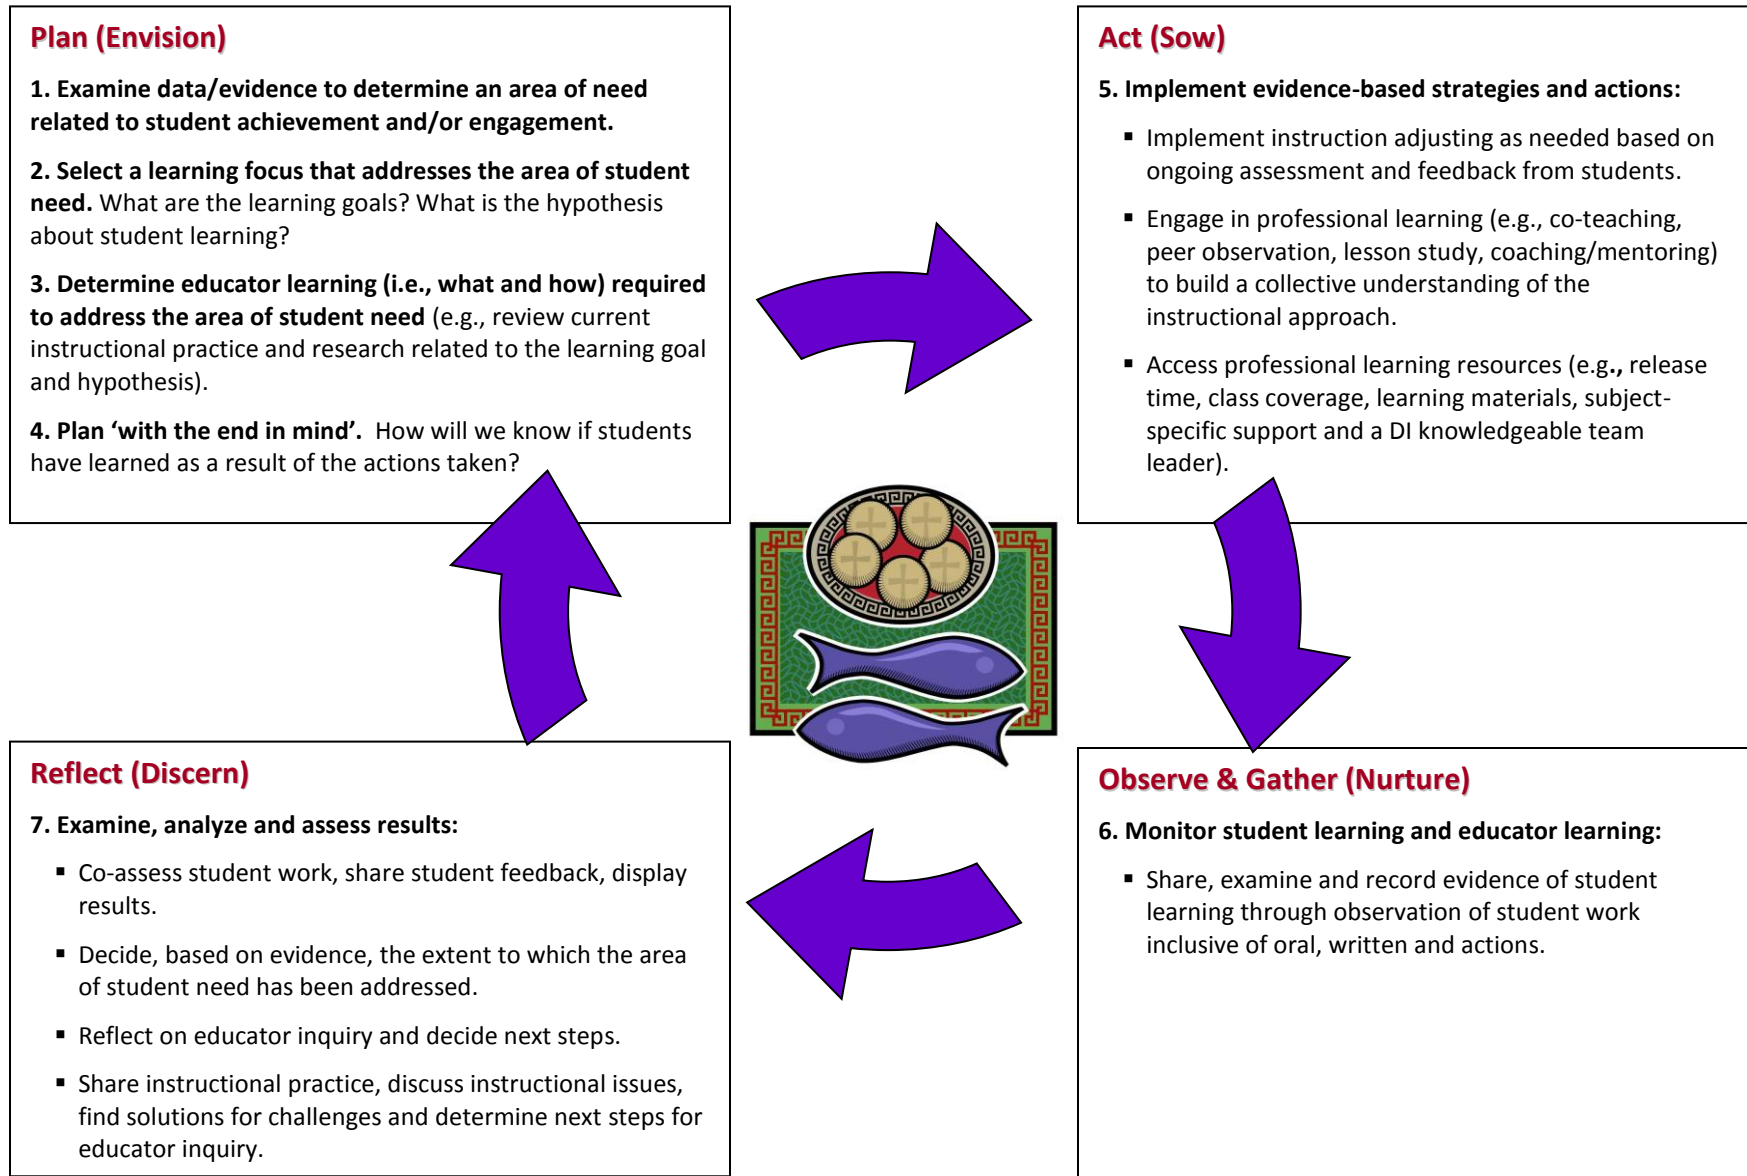 Plan (Envision)
1. Examine data/evidence to determine an area of need
related to student achievement and/or engagement.
2. Select a learning focus that addresses the area of student
need. What are the learning goals? What is the hypothesis
about student learning?
3. Determine educator learning (i.e., what and how) required
to address the area of student need (e.g., review current
instructional practice and research related to the learning goal
and hypothesis).
4. Plan ‘with the end in mind’. How will we know if students
have learned as a result of the actions taken?
Act (Sow)
5. Implement evidence-based strategies and actions:
▪ Implement instruction adjusting as needed based on
ongoing assessment and feedback from students.
▪ Engage in professional learning (e.g., co-teaching,
peer observation, lesson study, coaching/mentoring)
to build a collective understanding of the
instructional approach.
▪ Access professional learning resources (e.g., release
time, class coverage, learning materials, subject-
specific support and a DI knowledgeable team
leader).
Observe & Gather (Nurture)
6. Monitor student learning and educator learning:
▪ Share, examine and record evidence of student
learning through observation of student work
inclusive of oral, written and actions.
Reflect (Discern)
7. Examine, analyze and assess results:
▪ Co-assess student work, share student feedback, display
results.
▪ Decide, based on evidence, the extent to which the area
of student need has been addressed.
▪ Reflect on educator inquiry and decide next steps.
▪ Share instructional practice, discuss instructional issues,
find solutions for challenges and determine next steps for
educator inquiry.